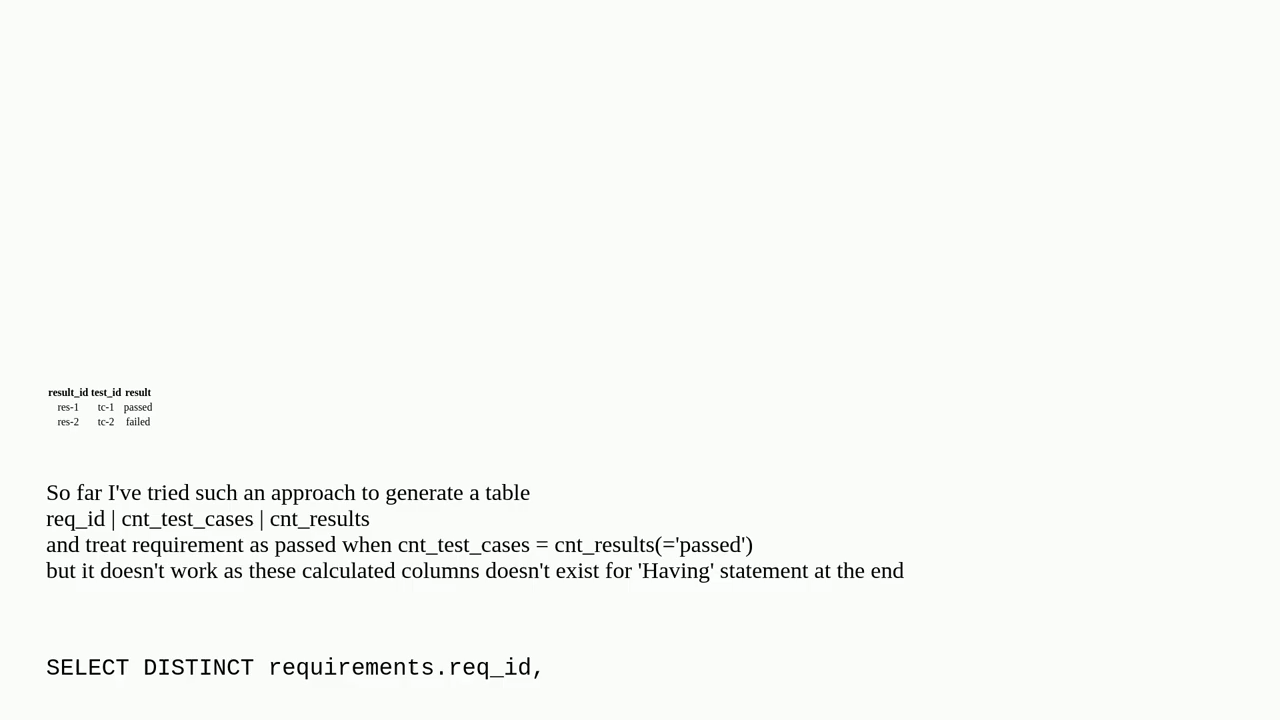 result_id test_id result
res-1 tc-1 passed
res-2 tc-2 failed
So far I've tried such an approach to generate a table
req_id | cnt_test_cases | cnt_results
and treat requirement as passed when cnt_test_cases = cnt_results(='passed')
but it doesn't work as these calculated columns doesn't exist for 'Having' statement at the end
SELECT DISTINCT requirements.req_id,